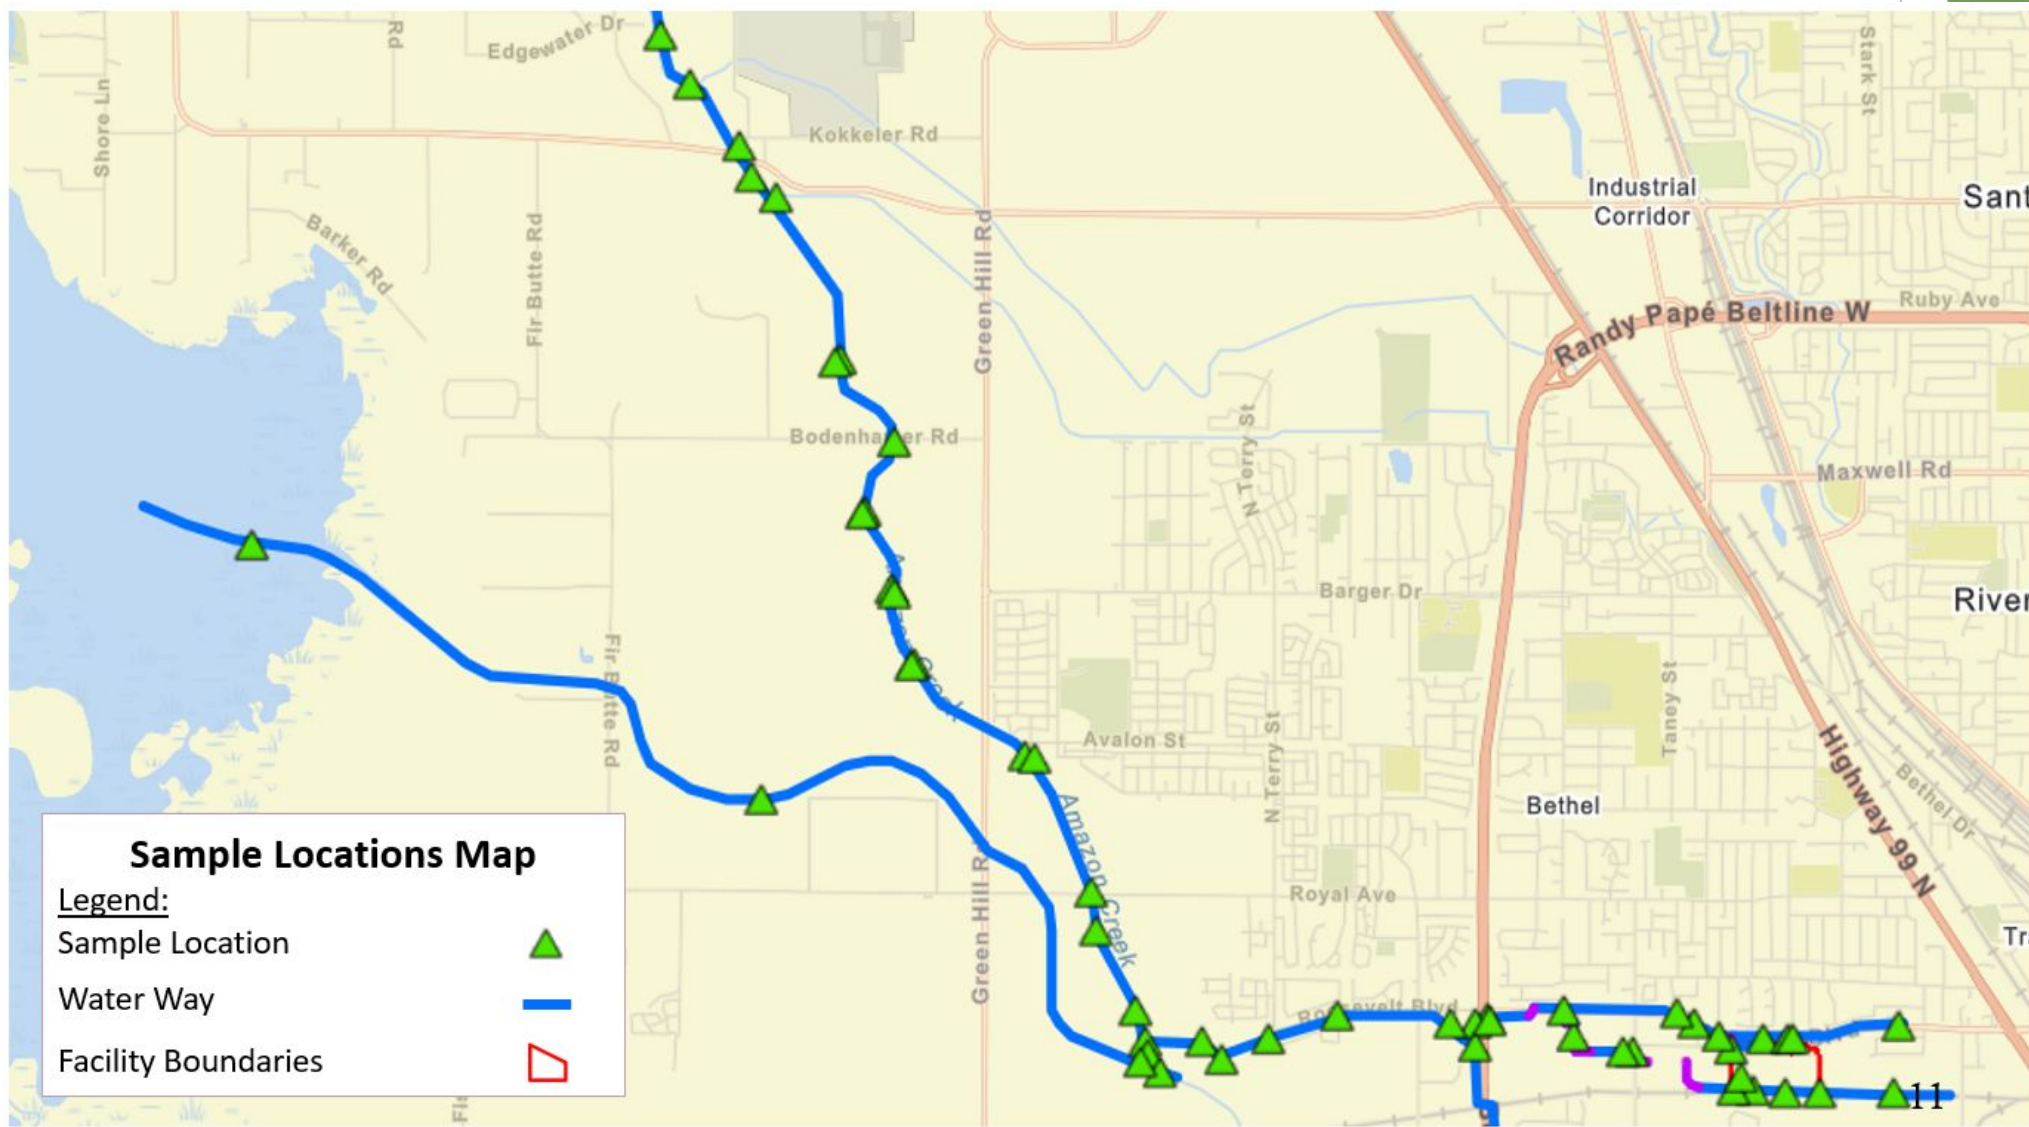 Edgewater Dr
Rd
Shore Ln
Kokkeler Rd
Stark St
Industrial
Corridor
Sant
Barker Rd
Fir Butte Rd
Green Hill Rd
Ruby Ave
Randy Papé Beltline W
Bodenha er Rd
N Terry St
Maxwell Rd
Barger Dr
River
Fir B tte Rd
Avalon St
N Terry St
Taney St
Bethel
Highway 99 N
Bethel Dr
Amazon Creek
Royal Ave
Green Hill R
Tr
sevelt Blvd
Sample Locations Map
Legend:
Sample Location
Water Way
Facility Boundaries
11